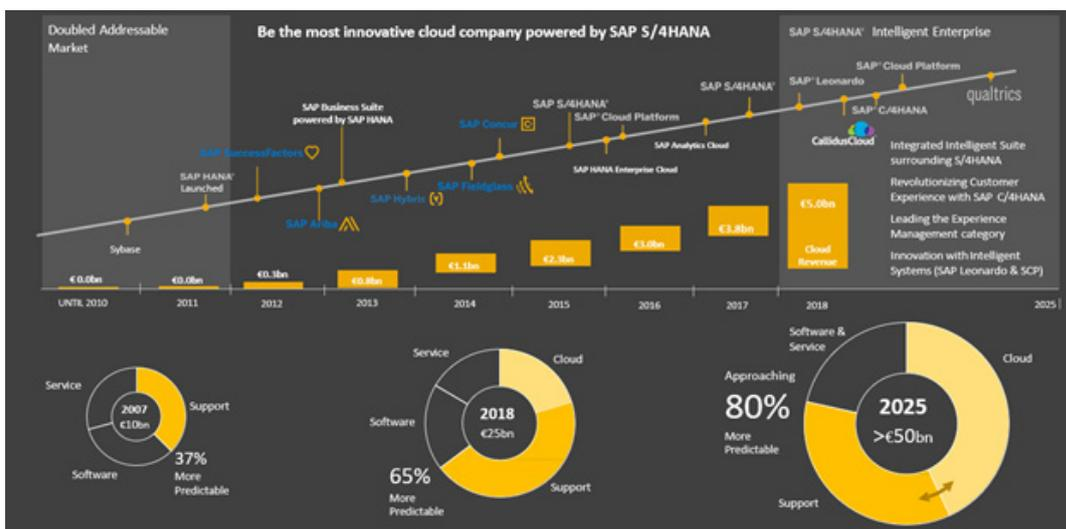 Doubled Addressable
Market
Be the most innovative cloud company powered by SAP S/4HANA
SAP S/4HANA® Intelligent Enterprise
Sybase
SAP HANA®
Launched
SAP SuccessFactors
SAP Ariba
SAP Business Suite
powered by SAP HANA
SAP Hybris
SAP Fieldglass
SAP Concur
SAP S/4HANA®
SAP HANA Enterprise Cloud
SAP® Cloud Platform
SAP Analytics Cloud
SAP S/4HANA®
SAP® Leonardo
CallidusCloud
SAP® C/4HANA
SAP® Cloud Platform
qualtrics
Integrated Intelligent Suite
surrounding S/4HANA
Revolutionizing Customer
Experience with SAP C/4HANA
Leading the Experience
Management category
Innovation with Intelligent
Systems (SAP Leonardo & SCP)
€0.0bn
€0.0bn
€0.3bn
€0.8bn
€1.1bn
€2.3bn
€3.0bn
€3.8bn
€5.0bn
Cloud
Revenue
UNTIL 2010
2011
2012
2013
2014
2015
2016
2017
2018
2025
Service
Support
Software
2007
€10bn
37%
More
Predictable
Service
Cloud
Software
Support
2018
€25bn
65%
More
Predictable
Software &
Service
Cloud
Support
2025
>€50bn
Approaching
80%
More
Predictable